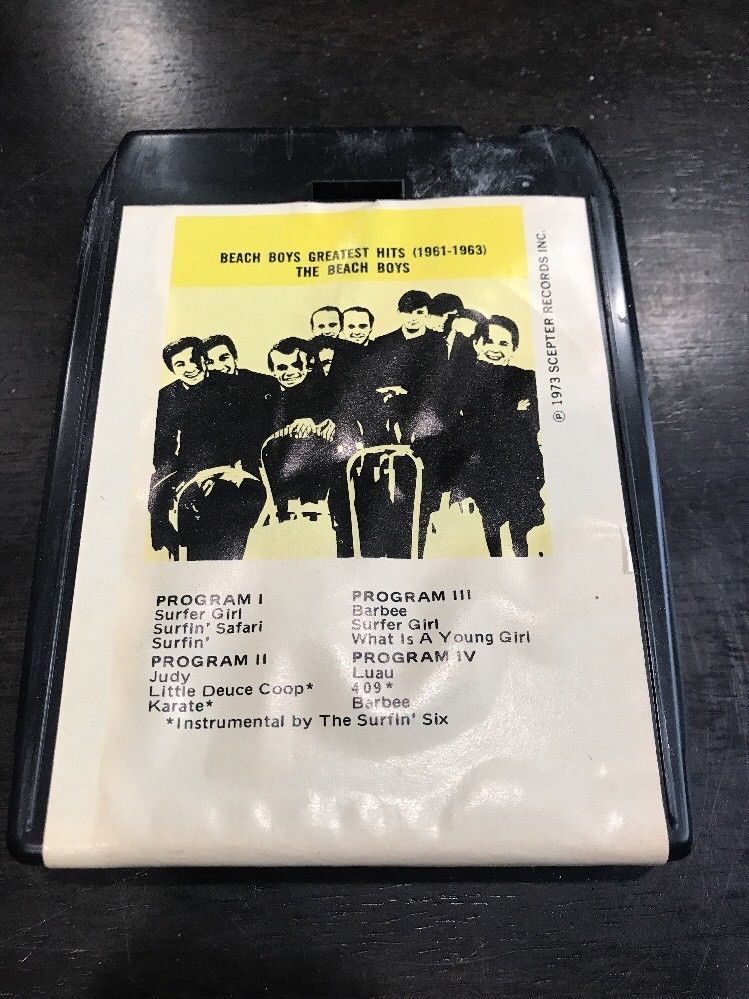 BEACH BOYS GREATEST HITS (1961-1963)
THE BEACH BOYS
℗ 1973 SCEPTER RECORDS INC.
PROGRAM I
Surfer Girl
Surfin' Safari
Surfin'
PROGRAM II
Judy
Little Deuce Coop*
Karate*
PROGRAM III
Barbee
Surfer Girl
What Is A Young Girl
PROGRAM IV
Luau
409*
Barbee
*Instrumental by The Surfin' Six